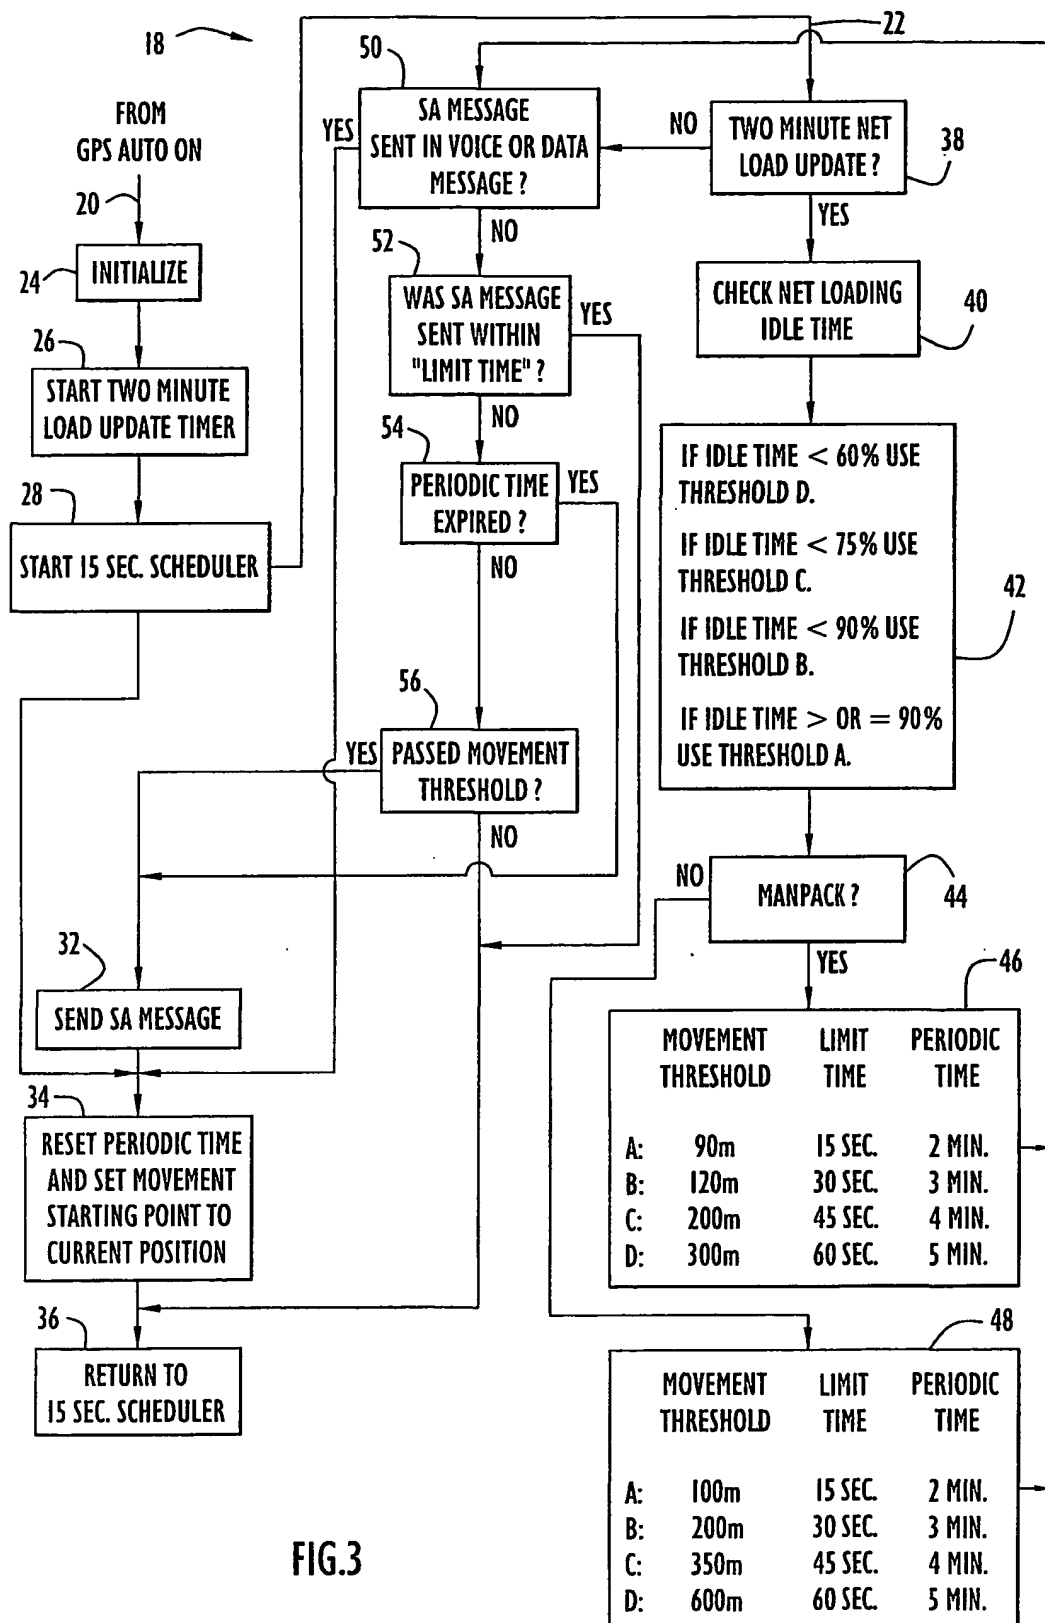 18
22
50
FROM
GPS AUTO ON
20
24
INITIALIZE
26
START TWO MINUTE
LOAD UPDATE TIMER
28
START 15 SEC. SCHEDULER
SA MESSAGE
SENT IN VOICE OR DATA
MESSAGE ?
YES
NO
TWO MINUTE NET
LOAD UPDATE ?
38
NO
YES
52
WAS SA MESSAGE
SENT WITHIN
"LIMIT TIME" ?
YES
NO
CHECK NET LOADING
IDLE TIME
40
54
PERIODIC TIME
EXPIRED ?
YES
NO
IF IDLE TIME < 60% USE
THRESHOLD D.
IF IDLE TIME < 75% USE
THRESHOLD C.
IF IDLE TIME < 90% USE
THRESHOLD B.
IF IDLE TIME > OR = 90%
USE THRESHOLD A.
42
56
YES
PASSED MOVEMENT
THRESHOLD ?
NO
NO
MANPACK ?
44
YES
32
SEND SA MESSAGE
34
RESET PERIODIC TIME
AND SET MOVEMENT
STARTING POINT TO
CURRENT POSITION
36
RETURN TO
15 SEC. SCHEDULER
46
MOVEMENT LIMIT PERIODIC
THRESHOLD TIME TIME
A: 90m 15 SEC. 2 MIN.
B: 120m 30 SEC. 3 MIN.
C: 200m 45 SEC. 4 MIN.
D: 300m 60 SEC. 5 MIN.
48
MOVEMENT LIMIT PERIODIC
THRESHOLD TIME TIME
A: 100m 15 SEC. 2 MIN.
B: 200m 30 SEC. 3 MIN.
C: 350m 45 SEC. 4 MIN.
D: 600m 60 SEC. 5 MIN.
FIG.3